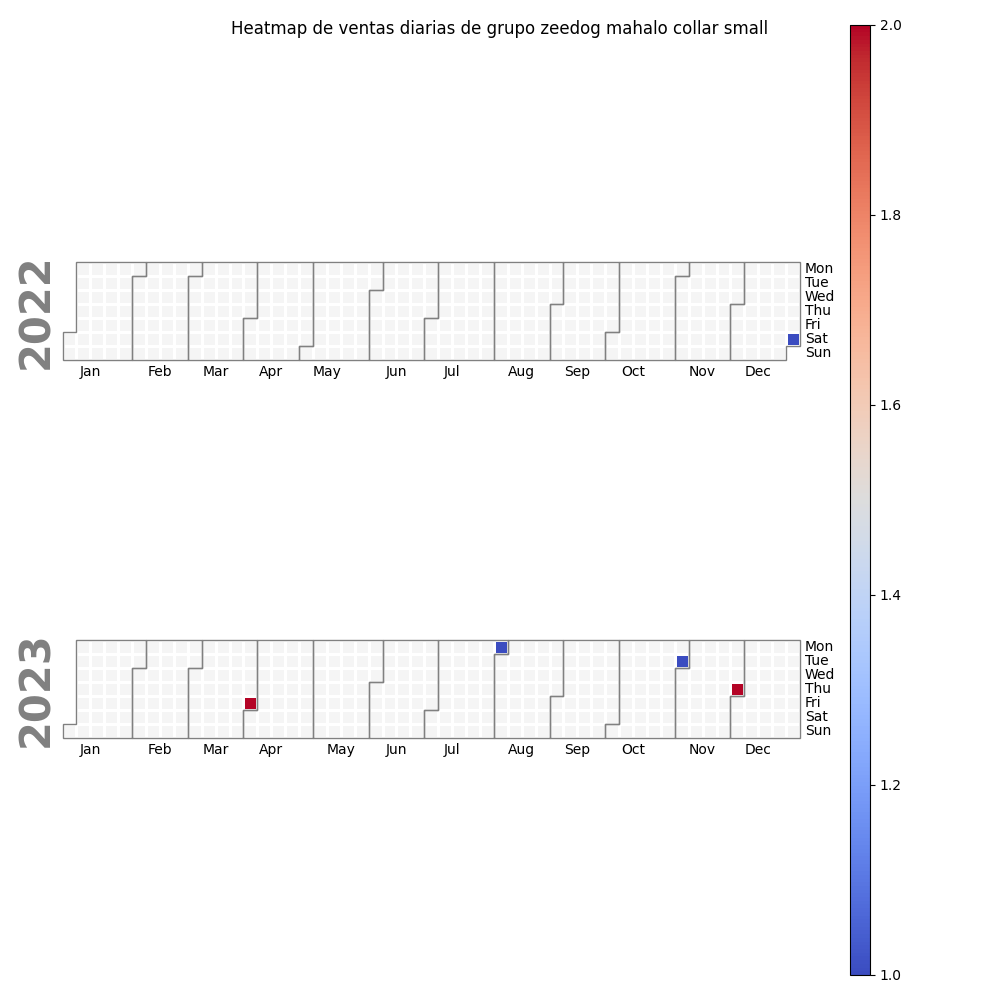 Heatmap de ventas diarias de grupo zeedog mahalo collar small
2022
Mon
Tue
Wed
Thu
Fri
Sat
Sun
Jan Feb Mar Apr May Jun Jul Aug Sep Oct Nov Dec
2023
Mon
Tue
Wed
Thu
Fri
Sat
Sun
Jan Feb Mar Apr May Jun Jul Aug Sep Oct Nov Dec
2.0
1.8
1.6
1.4
1.2
1.0